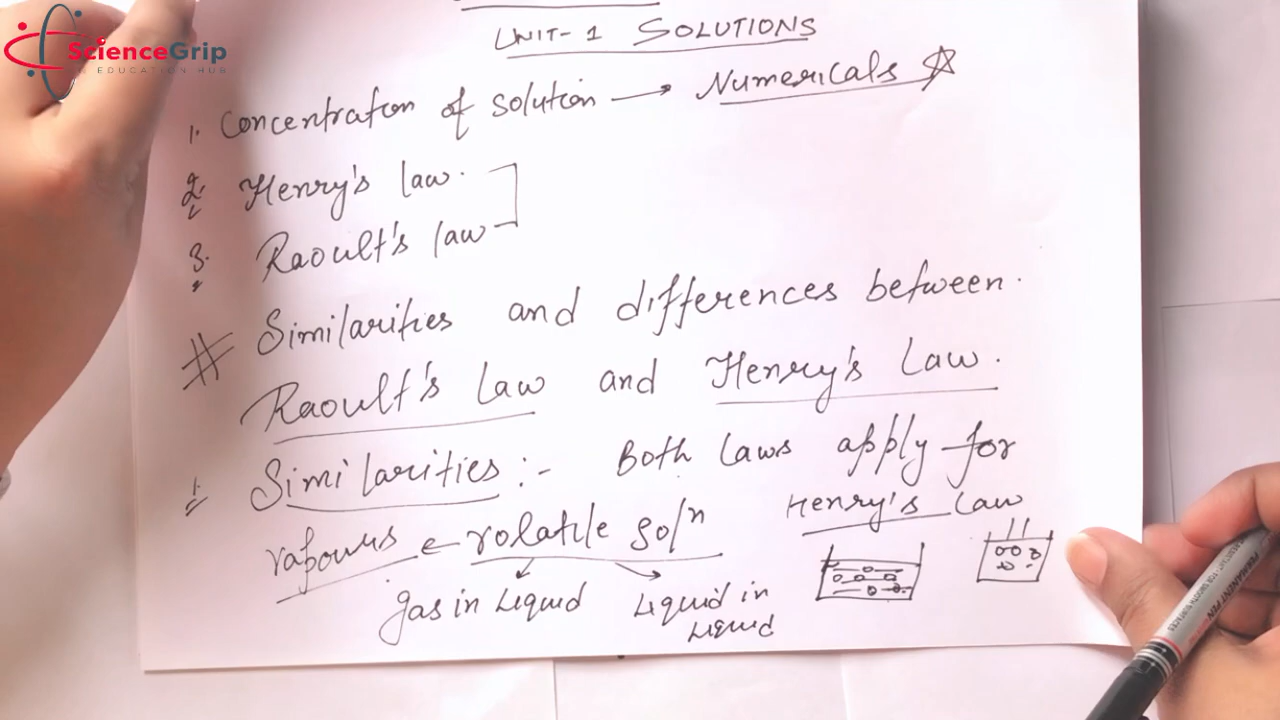 ScienceGrip
EDUCATION HUB
UNIT-1 SOLUTIONS
1. Concentration of solution → Numericals ☆
2. Henry's law.
3. Raoult's law
# Similarities and differences between.
Raoult's Law and Henry's Law.
1. Similarities :- Both Laws apply for
vapours ← volatile solⁿ
Henry's Law
gas in Liquid
Liquid in
Liquid
PERMANENT PEN